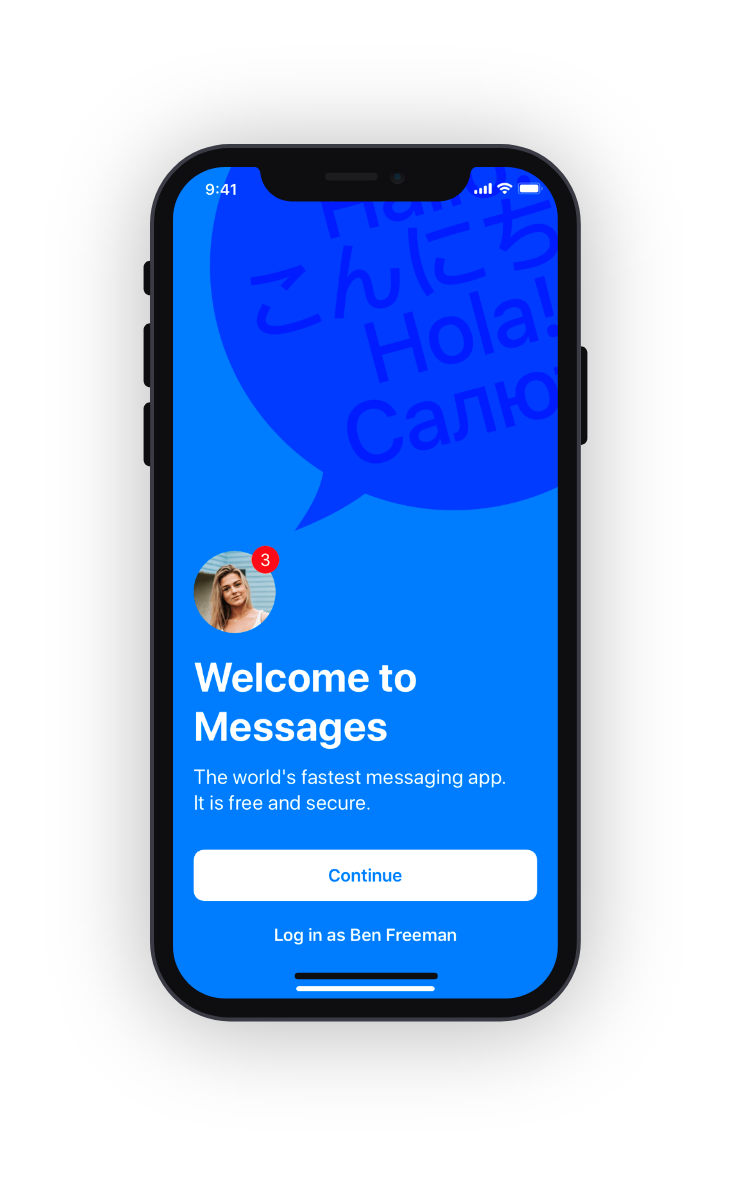 9:41
こんにち
Hola!
Салю
3
Welcome to
Messages
The world's fastest messaging app.
It is free and secure.
Continue
Log in as Ben Freeman